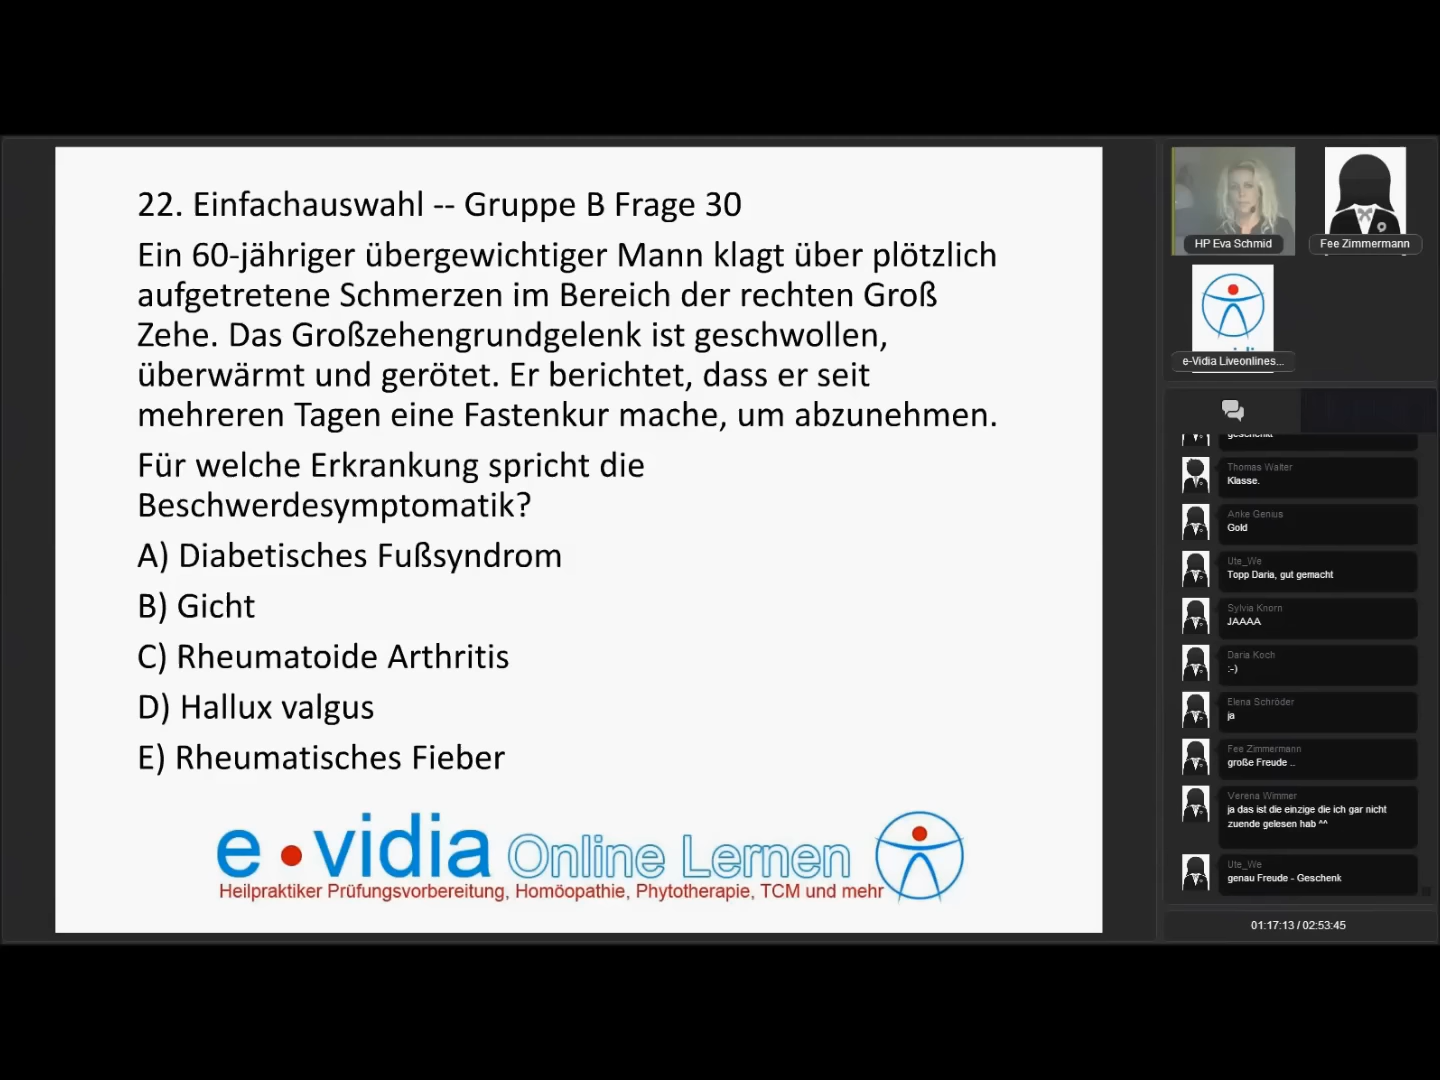 22. Einfachauswahl -- Gruppe B Frage 30
Ein 60-jähriger übergewichtiger Mann klagt über plötzlich
aufgetretene Schmerzen im Bereich der rechten Groß
Zehe. Das Großzehengrundgelenk ist geschwollen,
überwärmt und gerötet. Er berichtet, dass er seit
mehreren Tagen eine Fastenkur mache, um abzunehmen.
Für welche Erkrankung spricht die
Beschwerdesymptomatik?
A) Diabetisches Fußsyndrom
B) Gicht
C) Rheumatoide Arthritis
D) Hallux valgus
E) Rheumatisches Fieber
e vidia Online Lernen
Heilpraktiker Prüfungsvorbereitung, Homöopathie, Phytotherapie, TCM und mehr
HP Eva Schmid
Fee Zimmermann
e-Vidia Liveonlines...
Thomas Walter
Klasse.
Anke Genius
Gold
Ute_We
Topp Daria, gut gemacht
Sylvia Knorn
JAAAA
Daria Koch
:-)
Elena Schröder
ja
Fee Zimmermann
große Freude ..
Verena Wimmer
ja das ist die einzige die ich gar nicht
zuende gelesen hab ^^
Ute_We
genau Freude - Geschenk
01:17:13 / 02:53:45